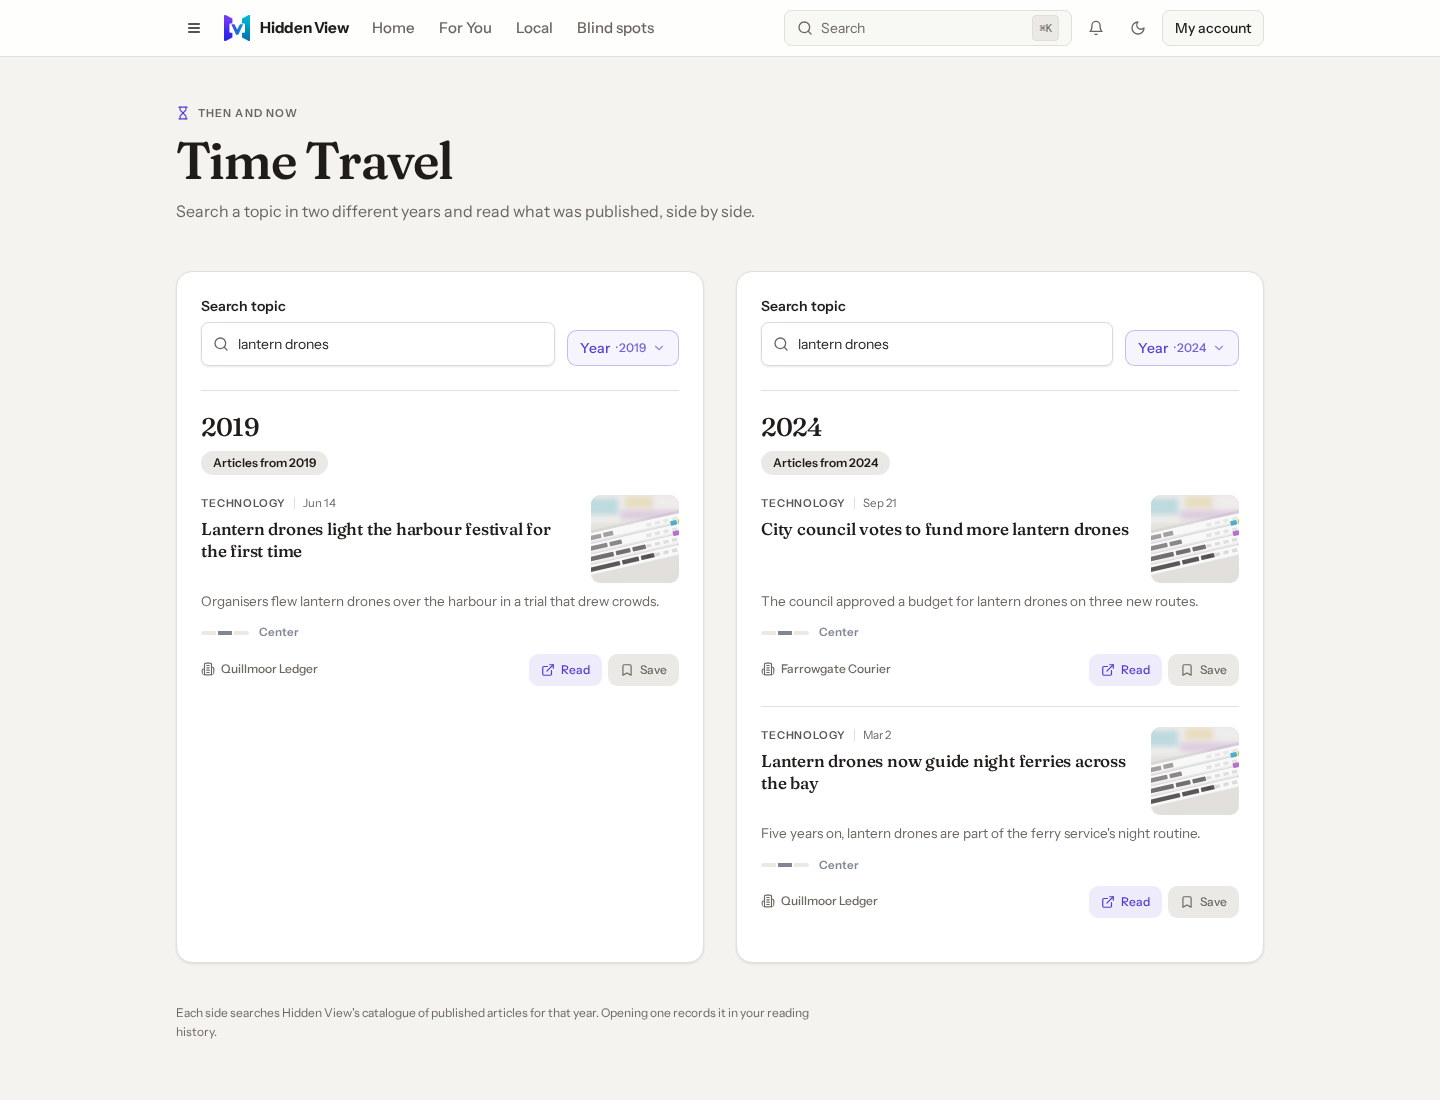 Hidden View
Home
For You
Local
Blind spots
Search
⌘K
My account
THEN AND NOW
Time Travel
Search a topic in two different years and read what was published, side by side.
Search topic
lantern drones
Year · 2019
2019
Articles from 2019
TECHNOLOGY
Jun 14
Lantern drones light the harbour festival for
the first time
Organisers flew lantern drones over the harbour in a trial that drew crowds.
Center
Quillmoor Ledger
Read
Save
Search topic
lantern drones
Year · 2024
2024
Articles from 2024
TECHNOLOGY
Sep 21
City council votes to fund more lantern drones
The council approved a budget for lantern drones on three new routes.
Center
Farrowgate Courier
Read
Save
TECHNOLOGY
Mar 2
Lantern drones now guide night ferries across
the bay
Five years on, lantern drones are part of the ferry service's night routine.
Center
Quillmoor Ledger
Read
Save
Each side searches Hidden View's catalogue of published articles for that year. Opening one records it in your reading
history.